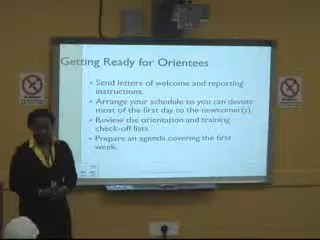 Getting Ready for Orientees
Send letters of welcome and reporting
instructions.
Arrange your schedule so you can devote
most of the first day to the newcomer(s).
Review the orientation and training
check-off lists.
Prepare an agenda covering the first
week.